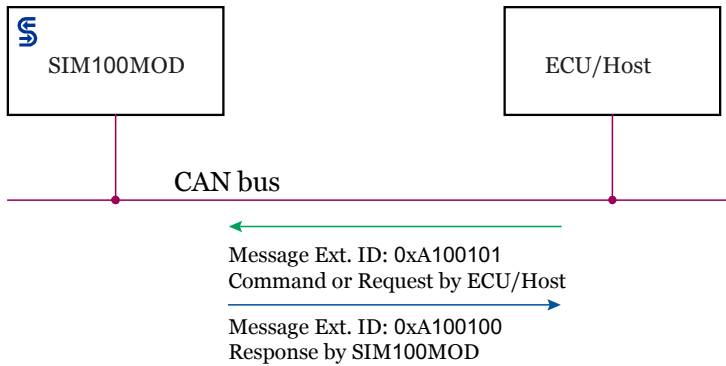 SIM100MOD
ECU/Host
CAN bus
Message Ext. ID: 0xA100101
Command or Request by ECU/Host
Message Ext. ID: 0xA100100
Response by SIM100MOD